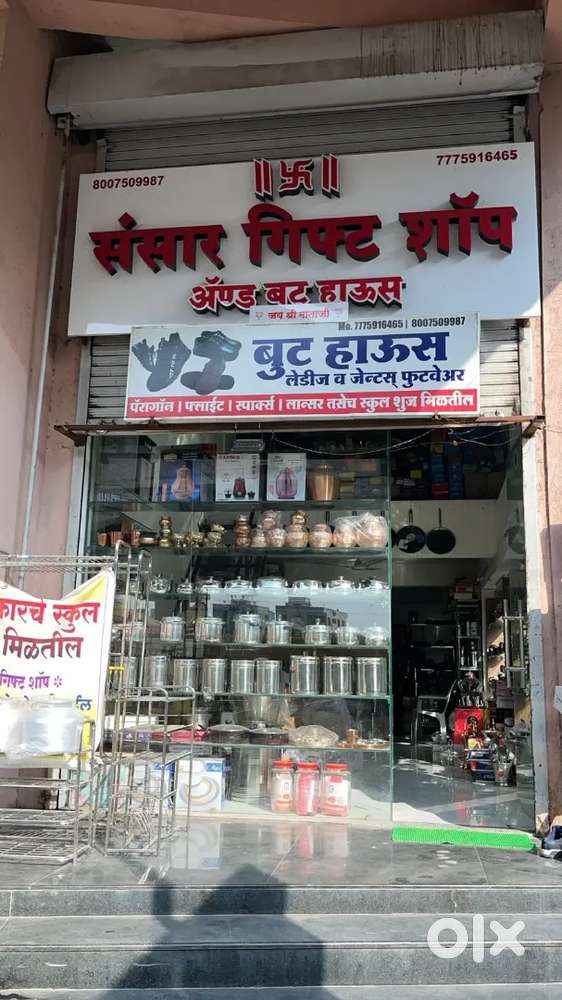 8007509987
7775916465
॥卐॥
संसार गिफ्ट शॉप
ॲण्ड बुट हाऊस
जय श्री माताजी
Mo. 7775916465 | 8007509987
बुट हाऊस
लेडीज व जेन्टस् फुटवेअर
पॅरागॉन | फ्लाईट | स्पार्क्स | लान्सर तसेच स्कुल शुज मिळतील
कारचे स्कुल
मिळतील
गिफ्ट शॉप *
olx